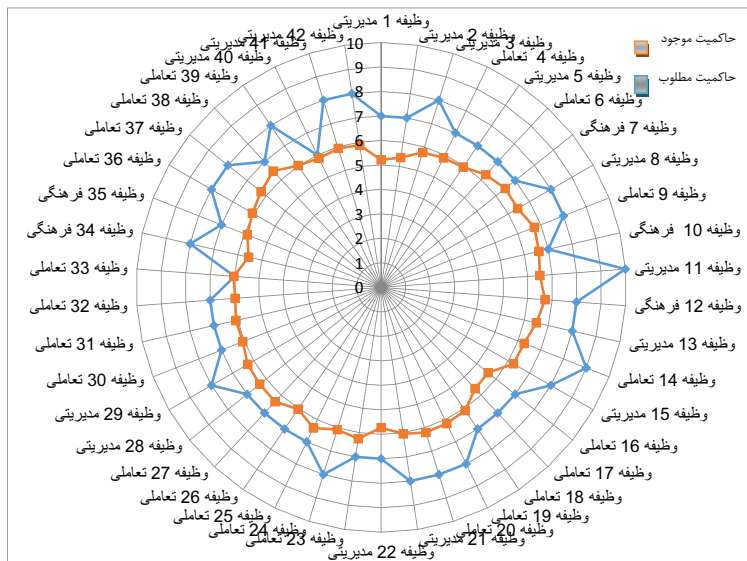 حاکمیت موجود
حاکمیت مطلوب
وظیفه 1 مدیریتی
وظیفه 2 مدیریتی
وظیفه 3 مدیریتی
وظیفه 4 تعاملی
وظیفه 5 مدیریتی
وظیفه 6 تعاملی
وظیفه 7 فرهنگی
وظیفه 8 مدیریتی
وظیفه 9 تعاملی
وظیفه 10 فرهنگی
وظیفه 11 مدیریتی
وظیفه 12 فرهنگی
وظیفه 13 مدیریتی
وظیفه 14 تعاملی
وظیفه 15 مدیریتی
وظیفه 16 تعاملی
وظیفه 17 تعاملی
وظیفه 18 تعاملی
وظیفه 19 تعاملی
وظیفه 20 تعاملی
وظیفه 21 مدیریتی
وظیفه 22 مدیریتی
وظیفه 23 تعاملی
وظیفه 24 تعاملی
وظیفه 25 تعاملی
وظیفه 26 تعاملی
وظیفه 27 تعاملی
وظیفه 28 مدیریتی
وظیفه 29 مدیریتی
وظیفه 30 تعاملی
وظیفه 31 تعاملی
وظیفه 32 تعاملی
وظیفه 33 تعاملی
وظیفه 34 فرهنگی
وظیفه 35 فرهنگی
وظیفه 36 تعاملی
وظیفه 37 تعاملی
وظیفه 38 تعاملی
وظیفه 39 تعاملی
وظیفه 40 مدیریتی
وظیفه 41 مدیریتی
وظیفه 42 مدیریتی
10
9
8
7
6
5
4
3
2
1
0